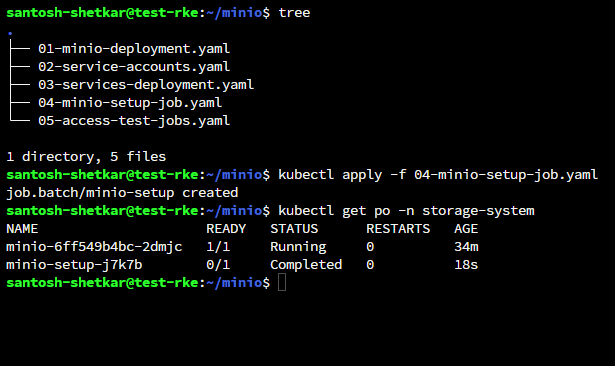 santosh-shetkar@test-rke:~/minio$ tree
.
├── 01-minio-deployment.yaml
├── 02-service-accounts.yaml
├── 03-services-deployment.yaml
├── 04-minio-setup-job.yaml
└── 05-access-test-jobs.yaml

1 directory, 5 files
santosh-shetkar@test-rke:~/minio$ kubectl apply -f 04-minio-setup-job.yaml
job.batch/minio-setup created
santosh-shetkar@test-rke:~/minio$ kubectl get po -n storage-system
NAME                     READY   STATUS      RESTARTS   AGE
minio-6ff549b4bc-2dmjc   1/1     Running     0          34m
minio-setup-j7k7b        0/1     Completed   0          18s
santosh-shetkar@test-rke:~/minio$